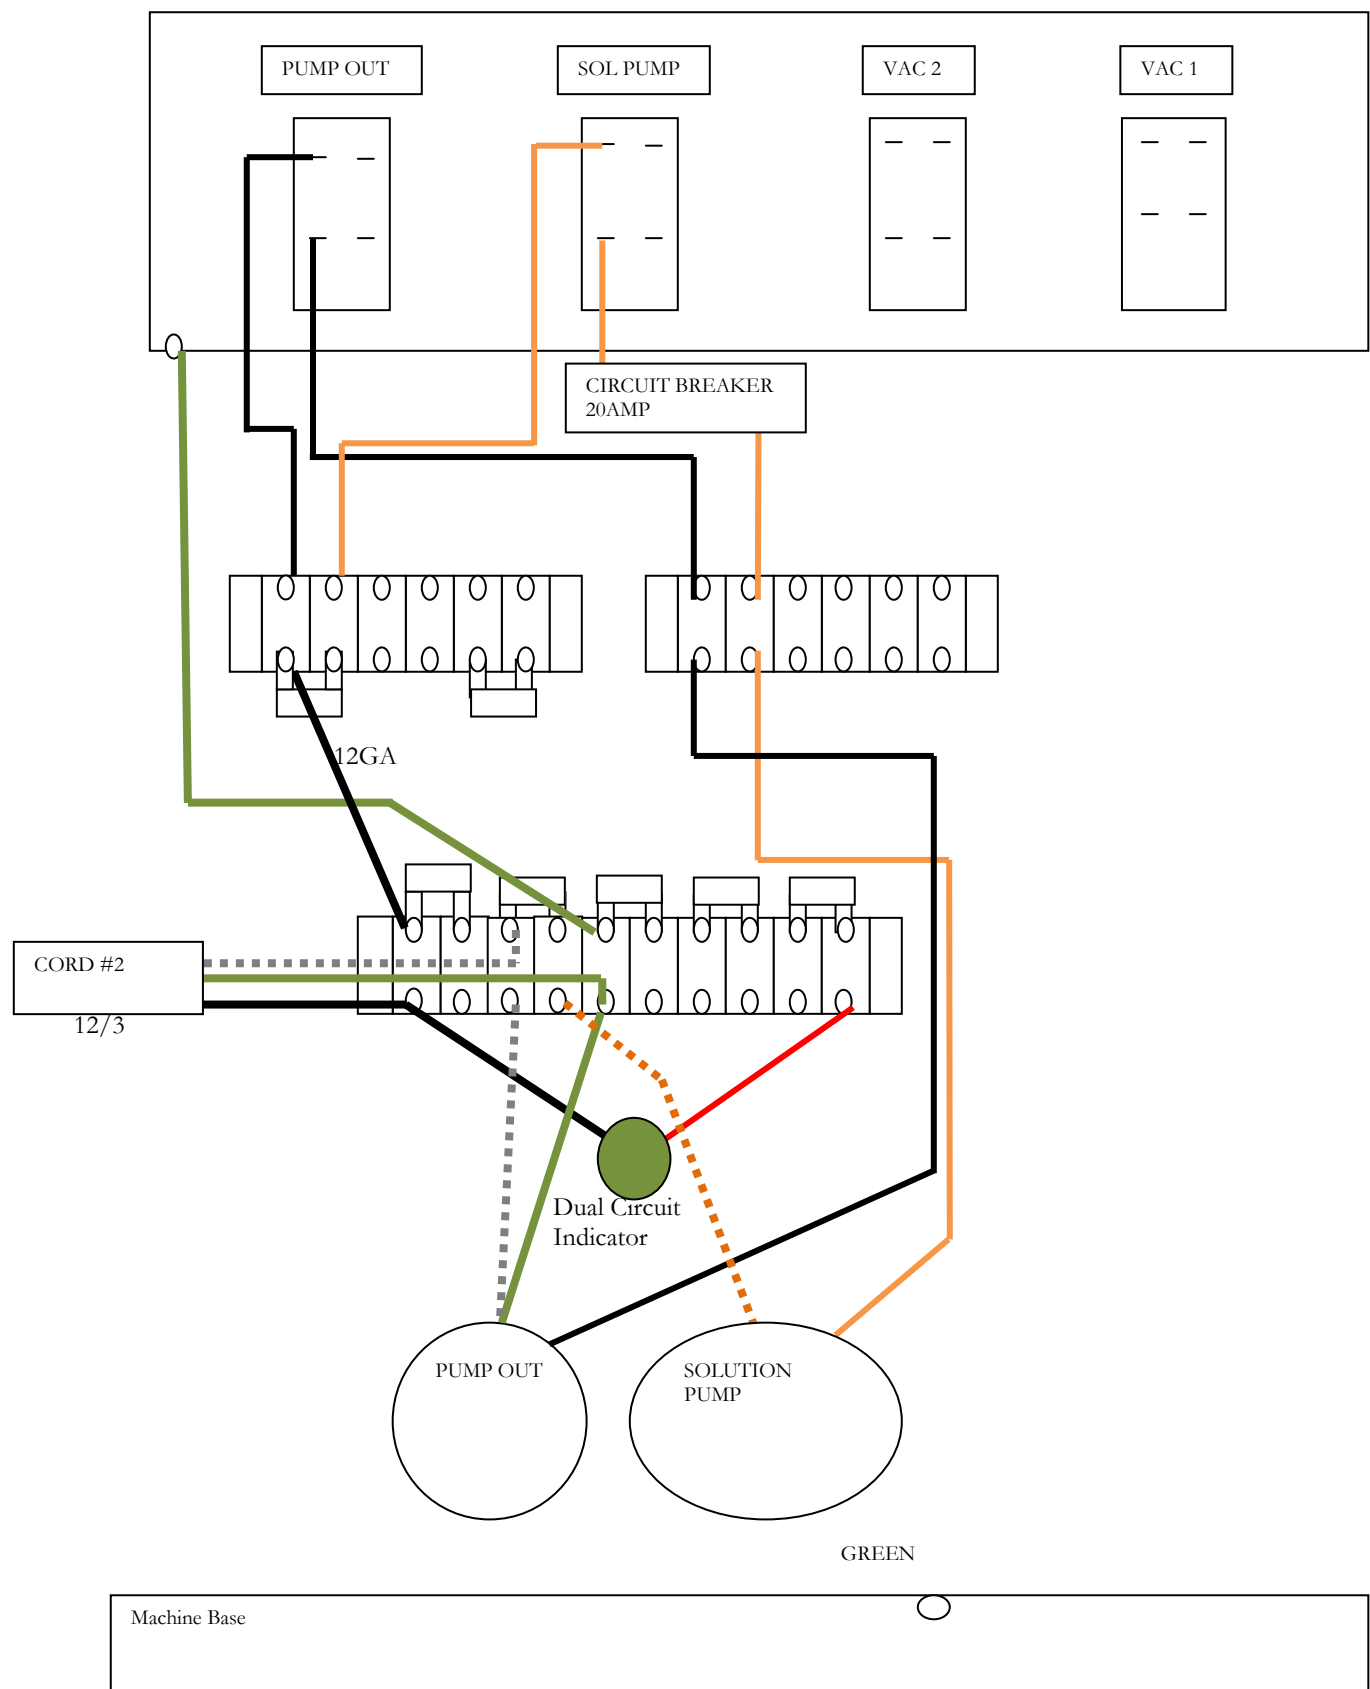 PUMP OUT
SOL PUMP
VAC 2
VAC 1
CIRCUIT BREAKER
20AMP
12GA
CORD #2
12/3
Dual Circuit
Indicator
PUMP OUT
SOLUTION
PUMP
GREEN
Machine Base